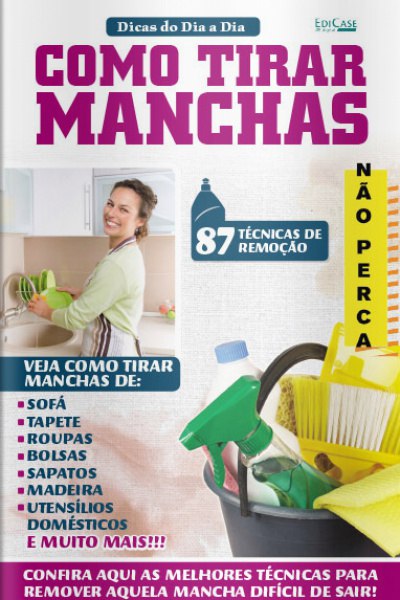 EDICASE
Dicas do Dia a Dia
COMO TIRAR
MANCHAS
NÃO PERCA
87 TÉCNICAS DE
REMOÇÃO
VEJA COMO TIRAR
MANCHAS DE:
SOFÁ
TAPETE
ROUPAS
BOLSAS
SAPATOS
MADEIRA
UTENSÍLIOS
DOMÉSTICOS
E MUITO MAIS!!!
CONFIRA AQUI AS MELHORES TÉCNICAS PARA
REMOVER AQUELA MANCHA DIFÍCIL DE SAIR!